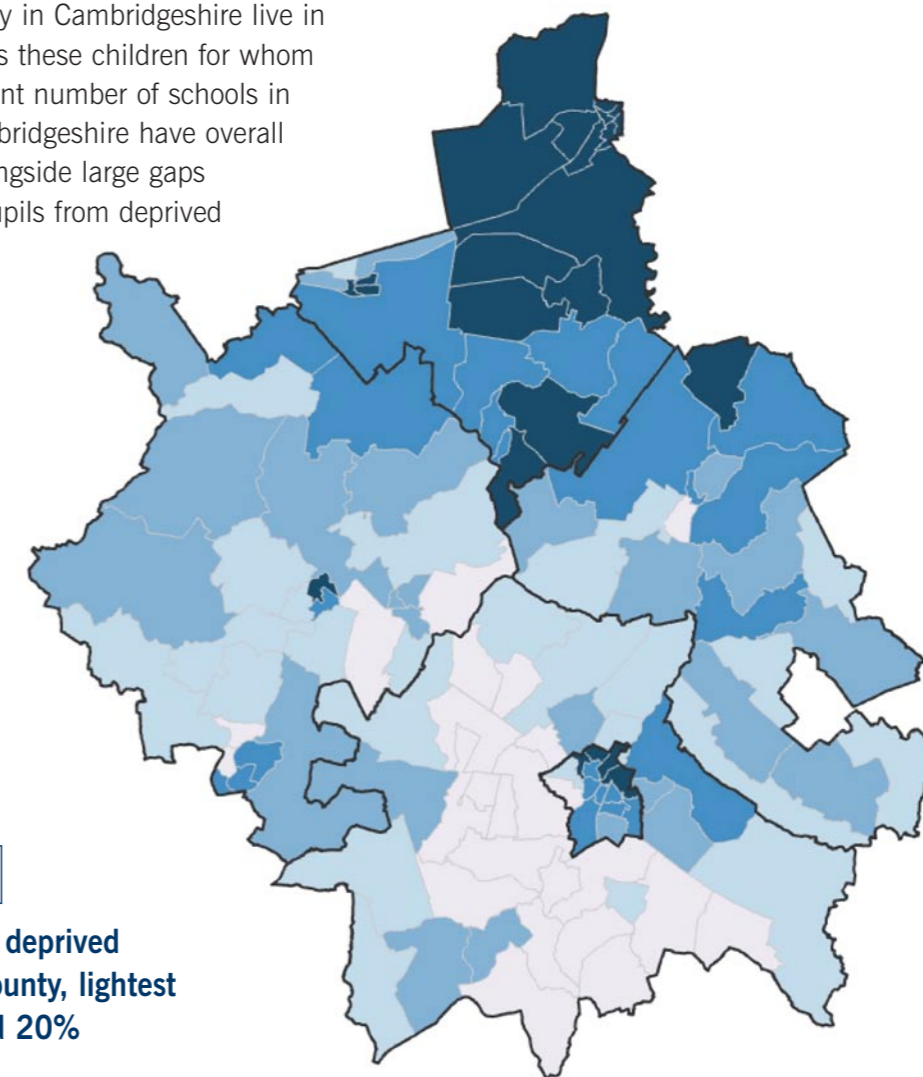 y in Cambridgeshire live in
s these children for whom
nt number of schools in
bridgeshire have overall
ngside large gaps
upils from deprived
deprived
ounty, lightest
20%